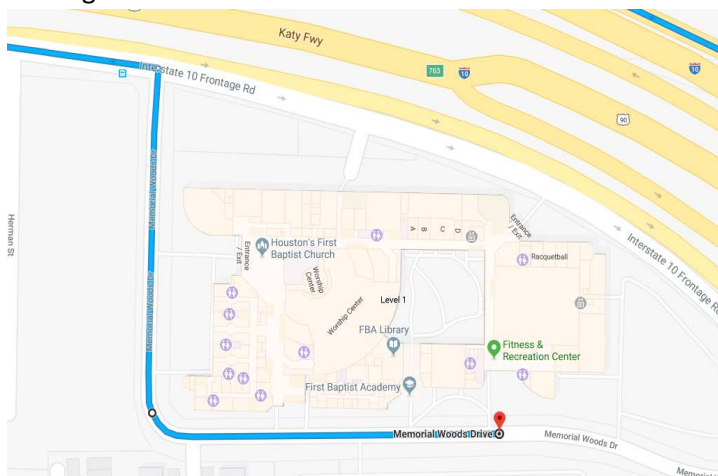 Katy Fwy
763
10
10
90
Interstate 10 Frontage Rd
Memorial Woods Dr
Herman St
Memorial Woods Dr
Entrance / Exit
Houston's First
Baptist Church
Worship
Center
Worship Center
A
B
C
D
Entrance
/ Exit
Racquetball
Interstate 10 Frontage Rd
Level 1
FBA Library
Fitness &
Recreation Center
First Baptist Academy
Memorial Woods Drive
Memorial Woods Dr
Memorial W